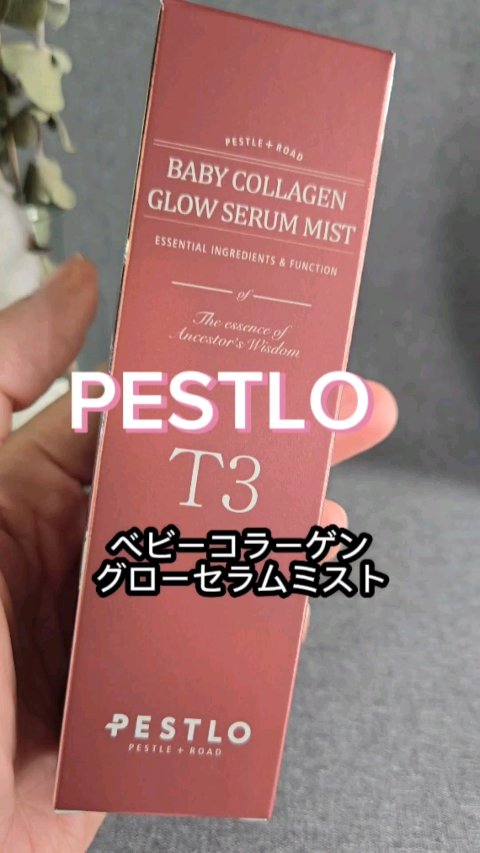 PESTLE + ROAD
BABY COLLAGEN
GLOW SERUM MIST
ESSENTIAL INGREDIENTS & FUNCTION
of
The essence of
Ancestor's Wisdom
PESTLO
T3
ベビーコラーゲン
グローセラムミスト
PESTLO
PESTLE + ROAD